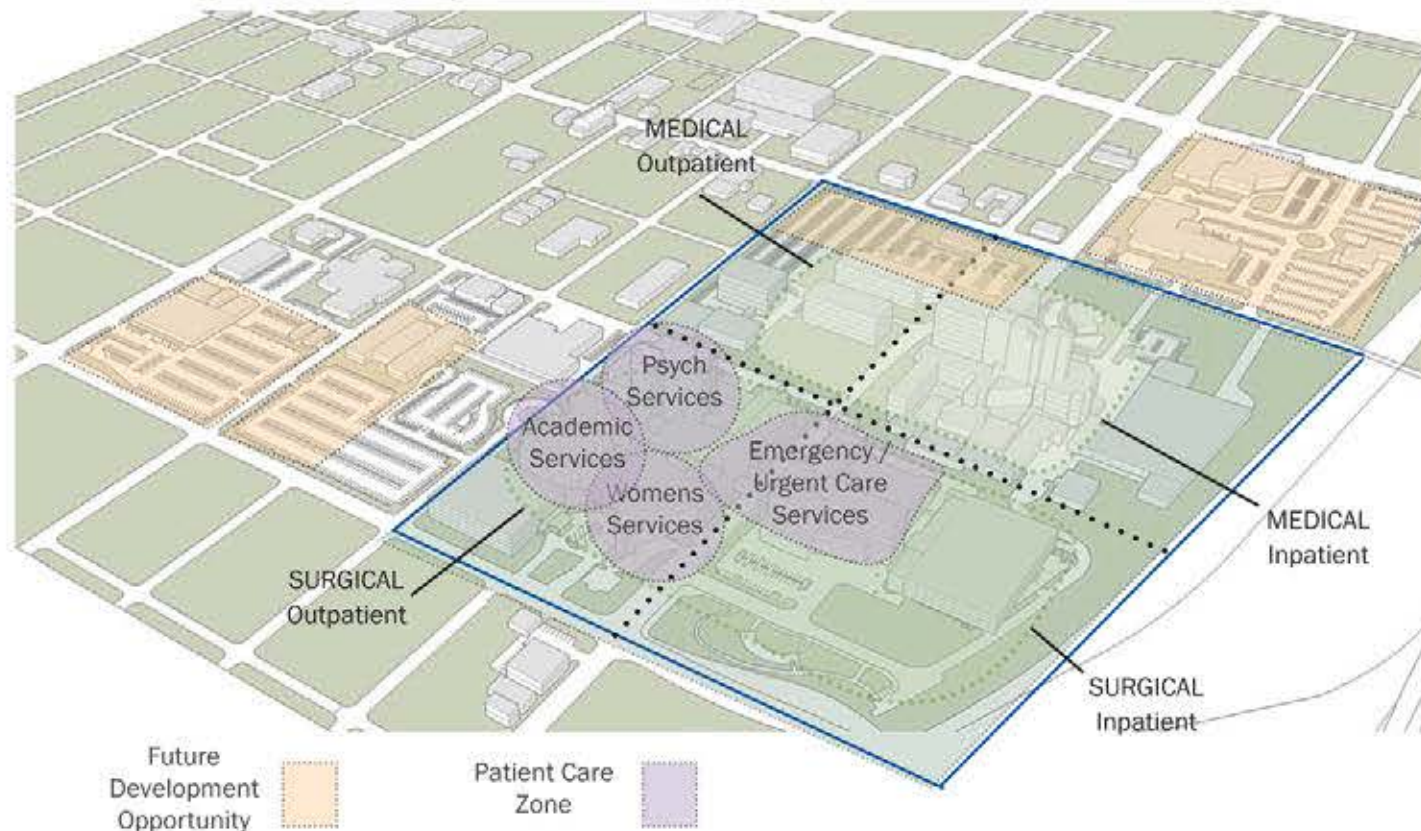 MEDICAL
Outpatient
Psych
Services
Academic
Services
Womens
Services
Emergency /
Urgent Care
Services
MEDICAL
Inpatient
SURGICAL
Outpatient
SURGICAL
Inpatient
Future
Development
Opportunity
Patient Care
Zone